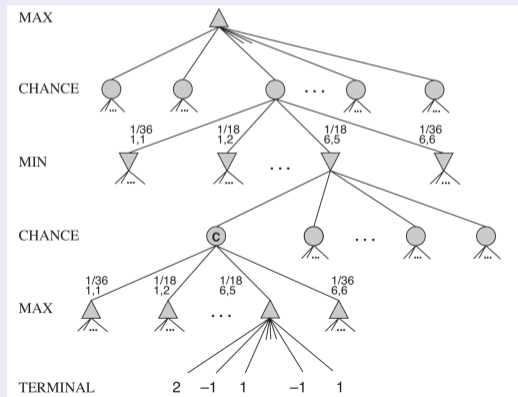 MAX
CHANCE
...
... ... ... ... ...
1/36 1/18 1/18 1/36
1,1 1,2 6,5 6,6
MIN
...
... ... ...
CHANCE
C
...
... ... ...
1/36 1/18 1/18 1/36
1,1 1,2 6,5 6,6
MAX
...
... ... ...
TERMINAL 2 –1 1 –1 1